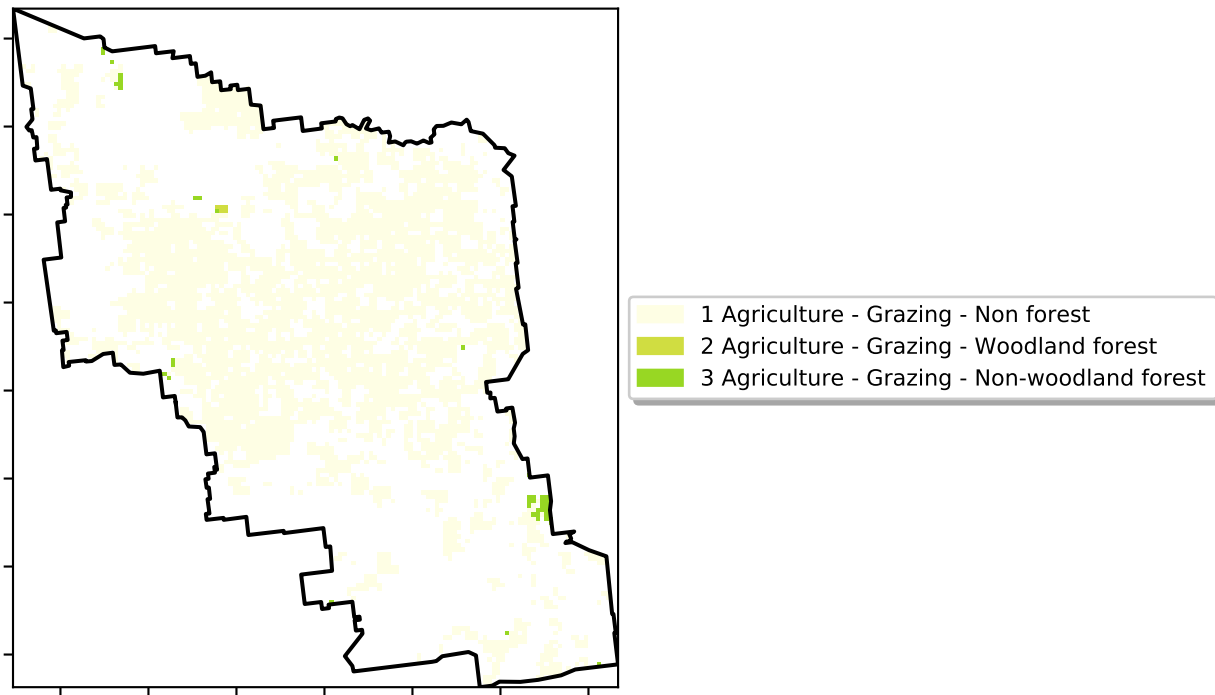 1 Agriculture - Grazing - Non forest
2 Agriculture - Grazing - Woodland forest
3 Agriculture - Grazing - Non-woodland forest